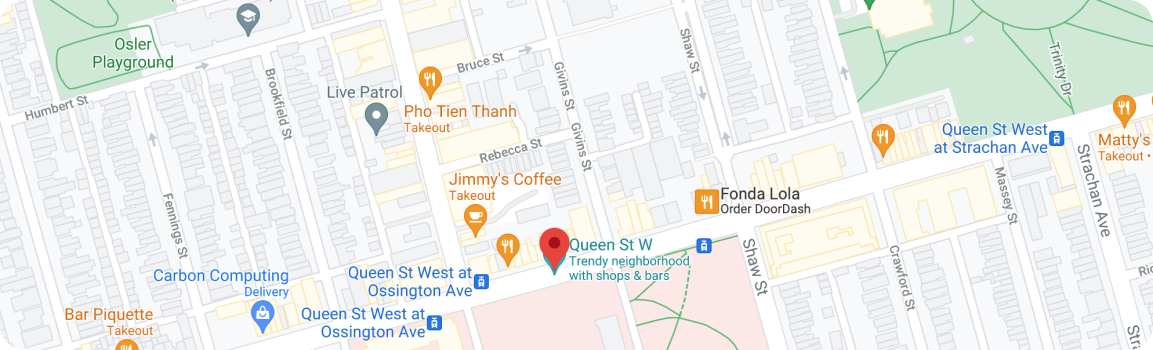 Osler
Playground
Humbert St
Brookfield St
Live Patrol
Bruce St
Pho Tien Thanh
Takeout
Givins St
Givins St
Shaw St
Trinity Dr
Rebecca St
Queen St West
at Strachan Ave
Matty's
Takeout •
Jimmy's Coffee
Takeout
Fennings St
Fonda Lola
Order DoorDash
Massey St
Strachan Ave
Queen St W
Trendy neighborhood
with shops & bars
Shaw St
Crawford St
Carbon Computing
Delivery
Queen St West at
Ossington Ave
Queen St West at
Ossington Ave
Bar Piquette
Takeout